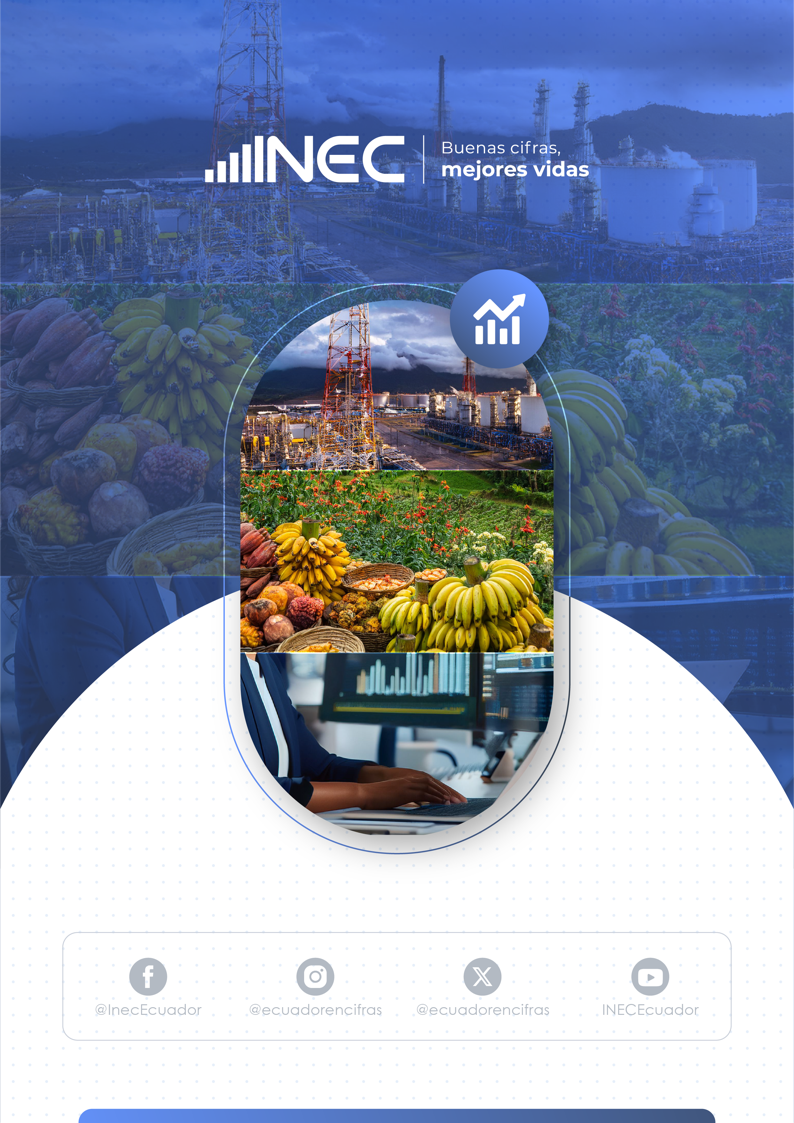 INEC
Buenas cifras,
mejores vidas
@InecEcuador
@ecuadorencifras
@ecuadorencifras
INECEcuador